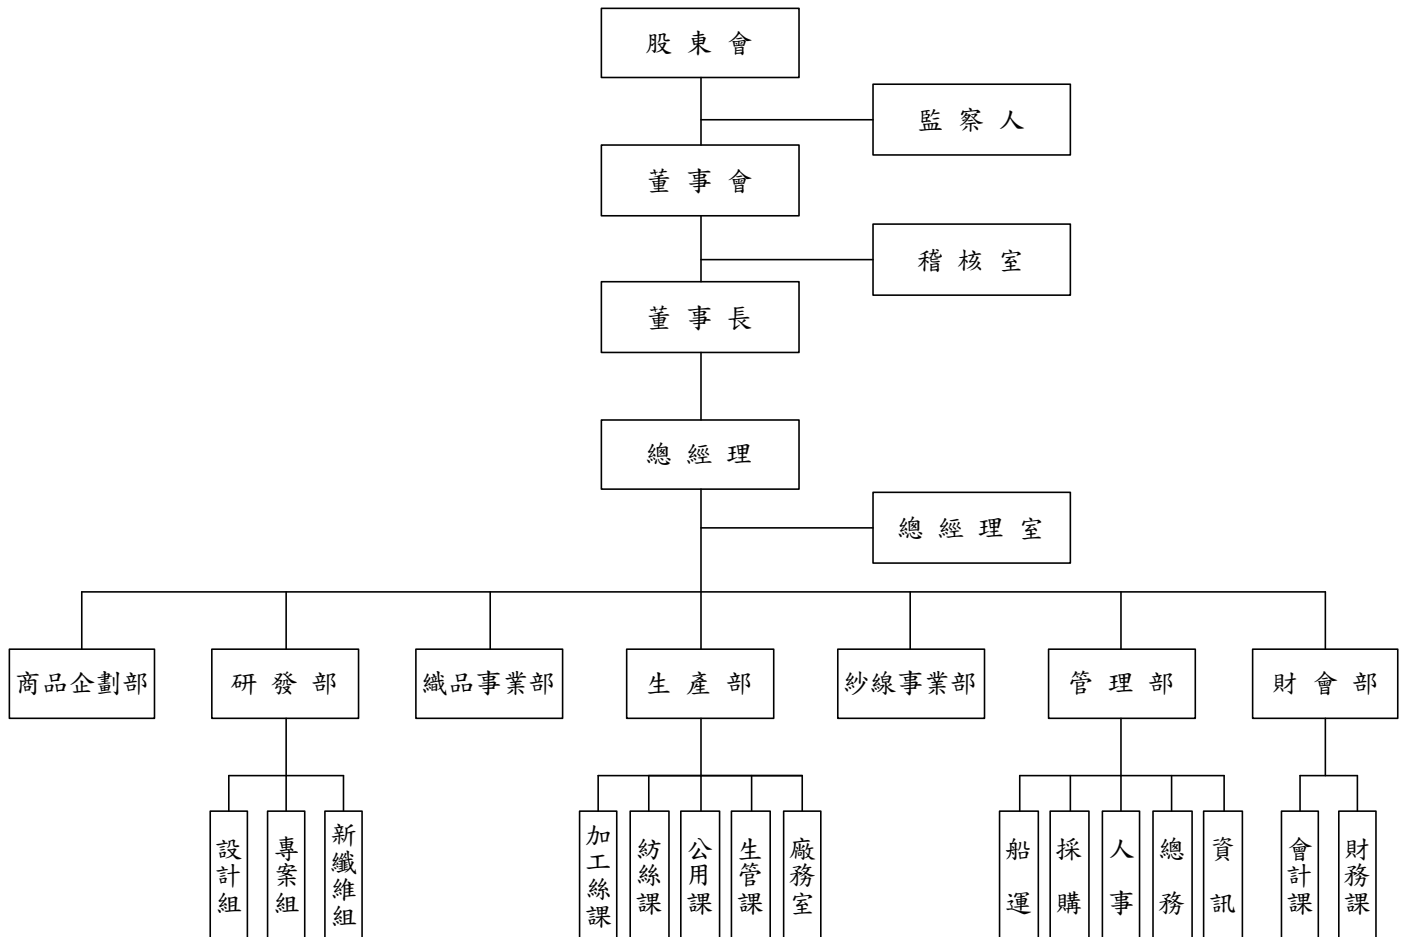 股東會
監察人
董事會
稽核室
董事長
總經理
總經理室
商品企劃部
研發部
織品事業部
生產部
紗線事業部
管理部
財會部
設計組
專案組
新纖維組
加工絲課
紡絲課
公用課
生管課
廠務室
船運
採購
人事
總務
資訊
會計課
財務課